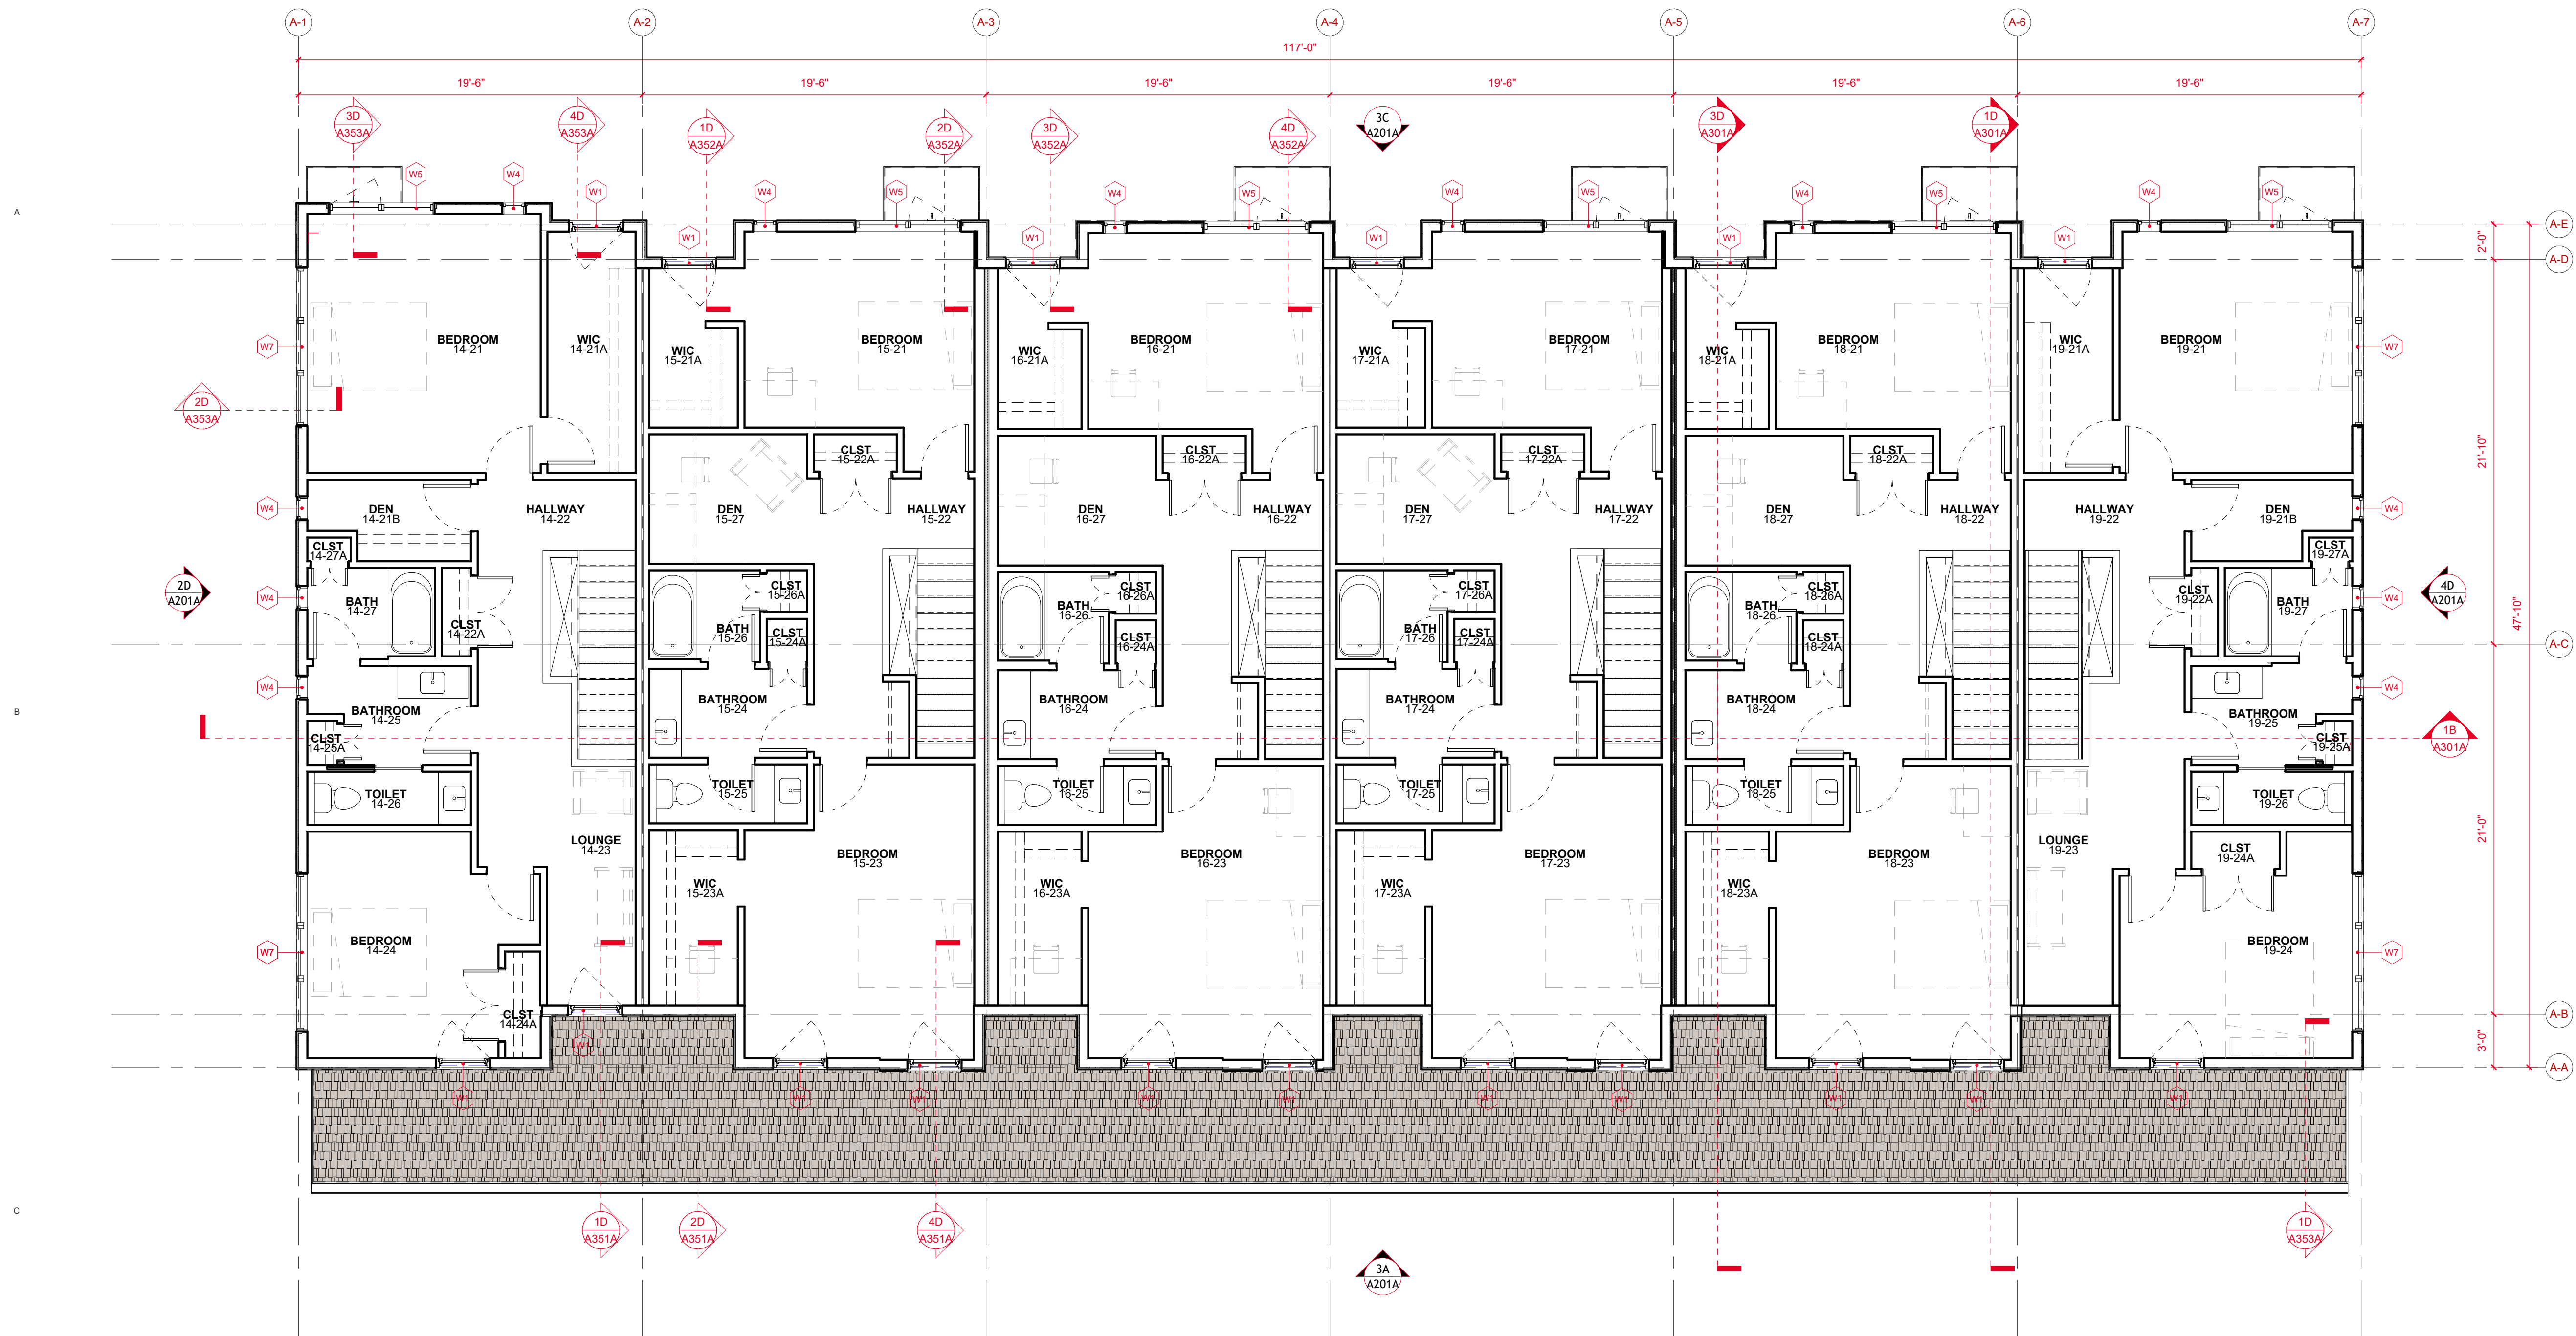 A-1
A-2
A-3
A-4
A-5
A-6
A-7
117'-0"
19'-6"
19'-6"
19'-6"
19'-6"
19'-6"
19'-6"
3D
A353A
4D
A353A
1D
A352A
2D
A352A
3D
A352A
4D
A352A
3C
A201A
3D
A301A
1D
A301A
W5
W4
W1
W1
W4
W5
W1
W4
W5
W1
W4
W5
W1
W4
W5
W1
W4
W5
A
A-E
2'-0"
A-D
BEDROOM
14-21
WIC
14-21A
WIC
15-21A
BEDROOM
15-21
WIC
16-21A
BEDROOM
16-21
WIC
17-21A
BEDROOM
17-21
WIC
18-21A
BEDROOM
18-21
WIC
19-21A
BEDROOM
19-21
W7
W7
2D
A353A
21'-10"
CLST
15-22A
CLST
16-22A
CLST
17-22A
CLST
18-22A
W4
DEN
14-21B
HALLWAY
14-22
DEN
15-27
HALLWAY
15-22
DEN
16-27
HALLWAY
16-22
DEN
17-27
HALLWAY
17-22
DEN
18-27
HALLWAY
18-22
HALLWAY
19-22
DEN
19-21B
W4
CLST
14-27A
CLST
19-27A
2D
A201A
W4
BATH
14-27
CLST
14-22A
CLST
15-26A
BATH
15-26
CLST
15-24A
CLST
16-26A
BATH
16-26
CLST
16-24A
CLST
17-26A
BATH
17-26
CLST
17-24A
CLST
18-26A
BATH
18-26
CLST
18-24A
CLST
19-22A
BATH
19-27
W4
4D
A201A
47'-10"
A-C
W4
BATHROOM
14-25
BATHROOM
15-24
BATHROOM
16-24
BATHROOM
17-24
BATHROOM
18-24
BATHROOM
19-25
W4
B
CLST
14-25A
CLST
19-25A
1B
A301A
TOILET
14-26
TOILET
15-25
TOILET
16-25
TOILET
17-25
TOILET
18-25
TOILET
19-26
LOUNGE
14-23
BEDROOM
15-23
BEDROOM
16-23
BEDROOM
17-23
BEDROOM
18-23
LOUNGE
19-23
CLST
19-24A
21'-0"
WIC
15-23A
WIC
16-23A
WIC
17-23A
WIC
18-23A
W7
BEDROOM
14-24
BEDROOM
19-24
W7
CLST
14-24A
A-B
W1
3'-0"
A-A
W1
W1
W1
W1
W1
W1
W1
W1
W1
W1
C
1D
A351A
2D
A351A
4D
A351A
1D
A353A
3A
A201A